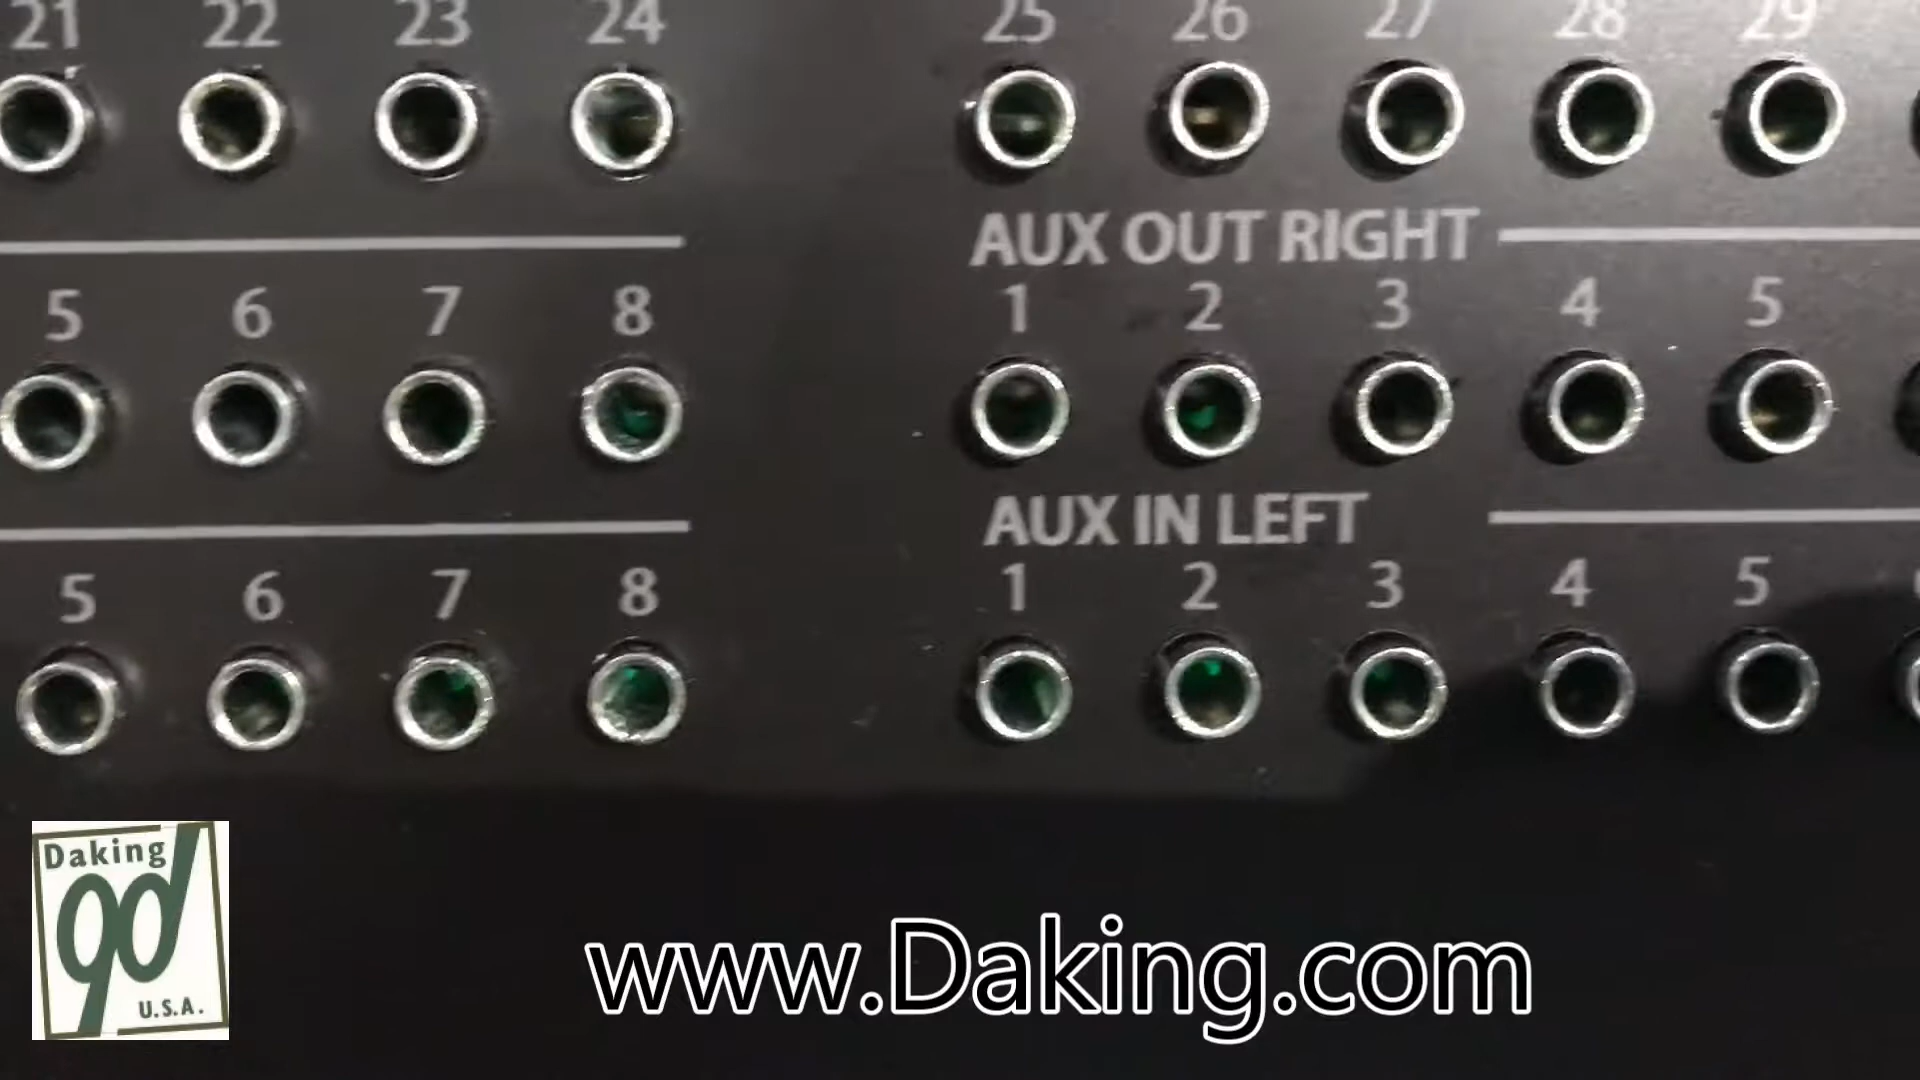 21 22 23 24 25 26 27 28 29
AUX OUT RIGHT
5 6 7 8 1 2 3 4 5
AUX IN LEFT
5 6 7 8 1 2 3 4 5
Daking
gd
U.S.A.
www.Daking.com